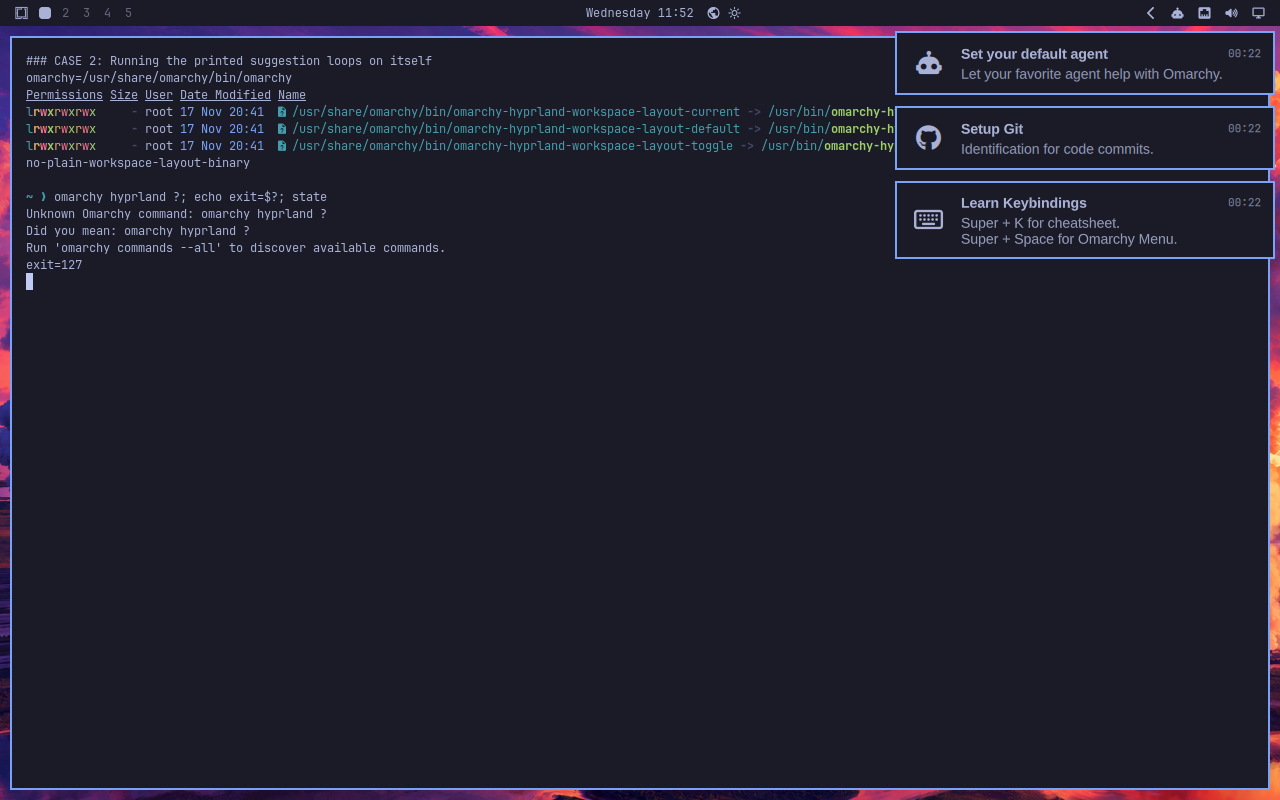 2 3 4 5
Wednesday 11:52
### CASE 2: Running the printed suggestion loops on itself
omarchy=/usr/share/omarchy/bin/omarchy
Permissions Size User Date Modified Name
lrwxrwxrwx - root 17 Nov 20:41 /usr/share/omarchy/bin/omarchy-hyprland-workspace-layout-current -> /usr/bin/omarchy-h
lrwxrwxrwx - root 17 Nov 20:41 /usr/share/omarchy/bin/omarchy-hyprland-workspace-layout-default -> /usr/bin/omarchy-h
lrwxrwxrwx - root 17 Nov 20:41 /usr/share/omarchy/bin/omarchy-hyprland-workspace-layout-toggle -> /usr/bin/omarchy-hy
no-plain-workspace-layout-binary
~ ❯ omarchy hyprland ?; echo exit=$?; state
Unknown Omarchy command: omarchy hyprland ?
Did you mean: omarchy hyprland ?
Run 'omarchy commands --all' to discover available commands.
exit=127
Set your default agent 00:22
Let your favorite agent help with Omarchy.
Setup Git 00:22
Identification for code commits.
Learn Keybindings 00:22
Super + K for cheatsheet.
Super + Space for Omarchy Menu.